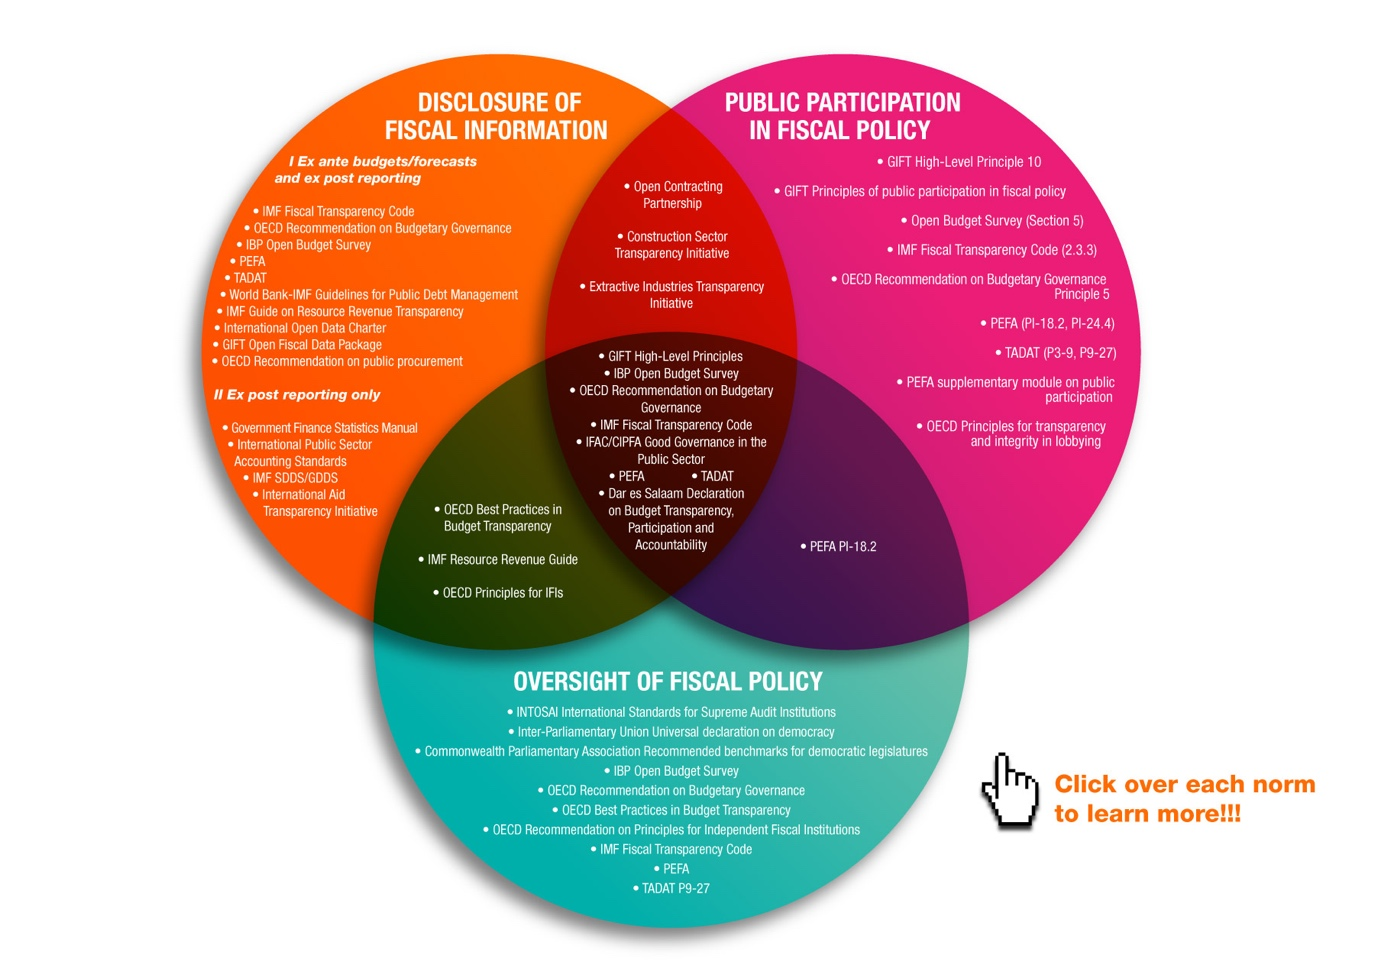 DISCLOSURE OF
FISCAL INFORMATION
I Ex ante budgets/forecasts
and ex post reporting
• IMF Fiscal Transparency Code
• OECD Recommendation on Budgetary Governance
• IBP Open Budget Survey
• PEFA
• TADAT
• World Bank-IMF Guidelines for Public Debt Management
• IMF Guide on Resource Revenue Transparency
• International Open Data Charter
• GIFT Open Fiscal Data Package
• OECD Recommendation on public procurement
II Ex post reporting only
• Government Finance Statistics Manual
• International Public Sector
Accounting Standards
• IMF SDDS/GDDS
• International Aid
Transparency Initiative
• Open Contracting
Partnership
• Construction Sector
Transparency Initiative
• Extractive Industries Transparency
Initiative
PUBLIC PARTICIPATION
IN FISCAL POLICY
• GIFT High-Level Principle 10
• GIFT Principles of public participation in fiscal policy
• Open Budget Survey (Section 5)
• IMF Fiscal Transparency Code (2.3.3)
• OECD Recommendation on Budgetary Governance
Principle 5
• PEFA (PI-18.2, PI-24.4)
• TADAT (P3-9, P9-27)
• PEFA supplementary module on public
participation
• OECD Principles for transparency
and integrity in lobbying
• GIFT High-Level Principles
• IBP Open Budget Survey
• OECD Recommendation on Budgetary
Governance
• IMF Fiscal Transparency Code
• IFAC/CIPFA Good Governance in the
Public Sector
• PEFA • TADAT
• Dar es Salaam Declaration
on Budget Transparency,
Participation and
Accountability
• OECD Best Practices in
Budget Transparency
• IMF Resource Revenue Guide
• OECD Principles for IFIs
• PEFA PI-18.2
OVERSIGHT OF FISCAL POLICY
• INTOSAI International Standards for Supreme Audit Institutions
• Inter-Parliamentary Union Universal declaration on democracy
• Commonwealth Parliamentary Association Recommended benchmarks for democratic legislatures
• IBP Open Budget Survey
• OECD Recommendation on Budgetary Governance
• OECD Best Practices in Budget Transparency
• OECD Recommendation on Principles for Independent Fiscal Institutions
• IMF Fiscal Transparency Code
• PEFA
• TADAT P9-27
Click over each norm
to learn more!!!